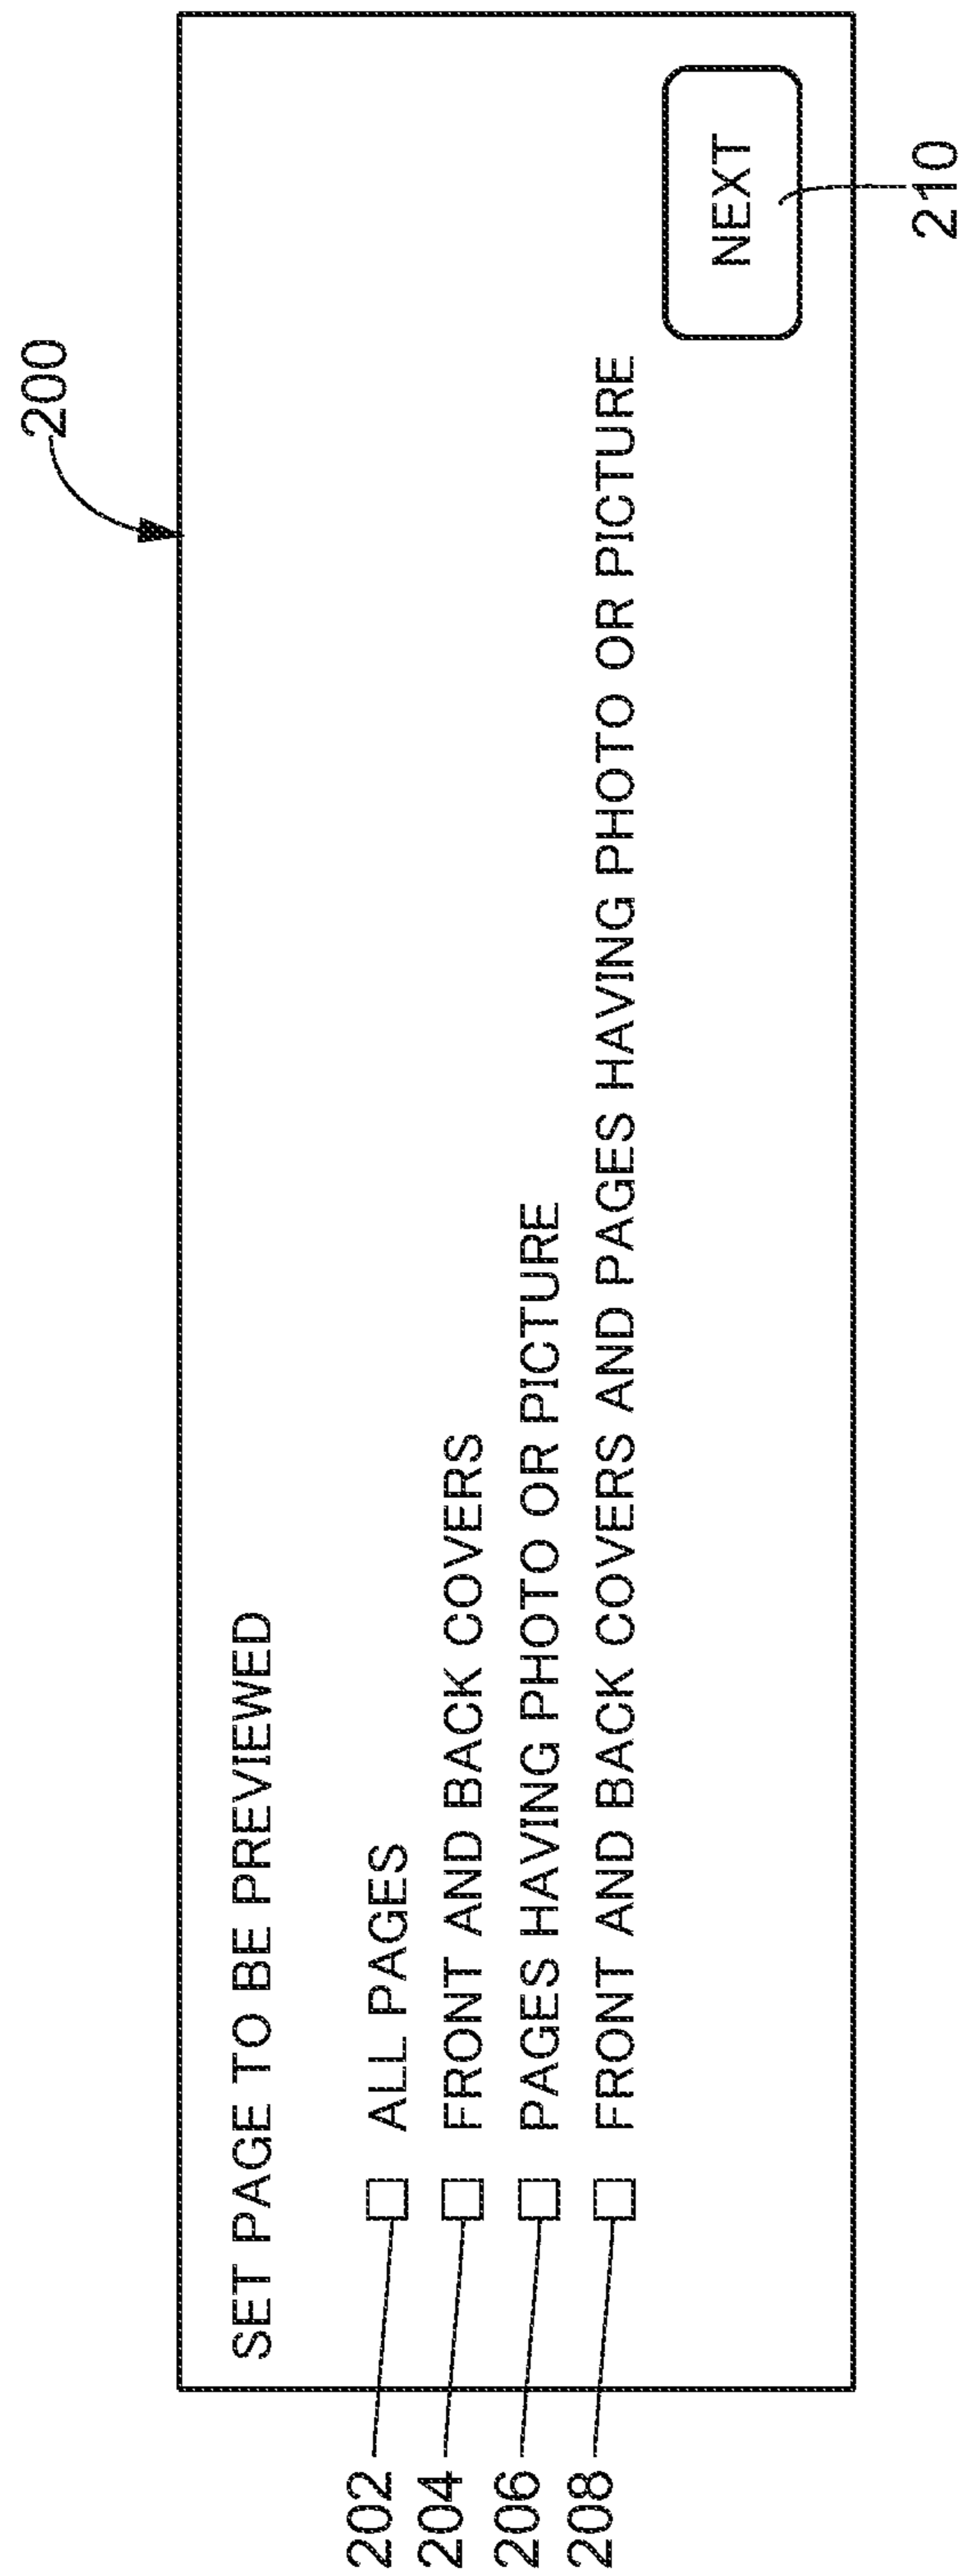 200
SET PAGE TO BE PREVIEWED
202 ALL PAGES
204 FRONT AND BACK COVERS
206 PAGES HAVING PHOTO OR PICTURE
208 FRONT AND BACK COVERS AND PAGES HAVING PHOTO OR PICTURE
NEXT
210